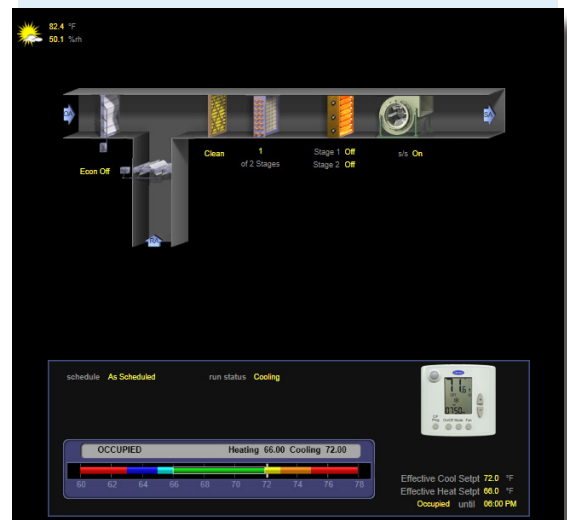 82.4 °F
50.1 %rh
OA
SA
Clean
1
Stage 1 Off
s/s On
Econ Off
of 2 Stages
Stage 2 Off
RA
schedule As Scheduled
run status Cooling
OCCUPIED
Heating 66.00 Cooling 72.00
60 62 64 66 68 70 72 74 76 78
Effective Cool Setpt 72.0 °F
Effective Heat Setpt 66.0 °F
Occupied until 06:00 PM